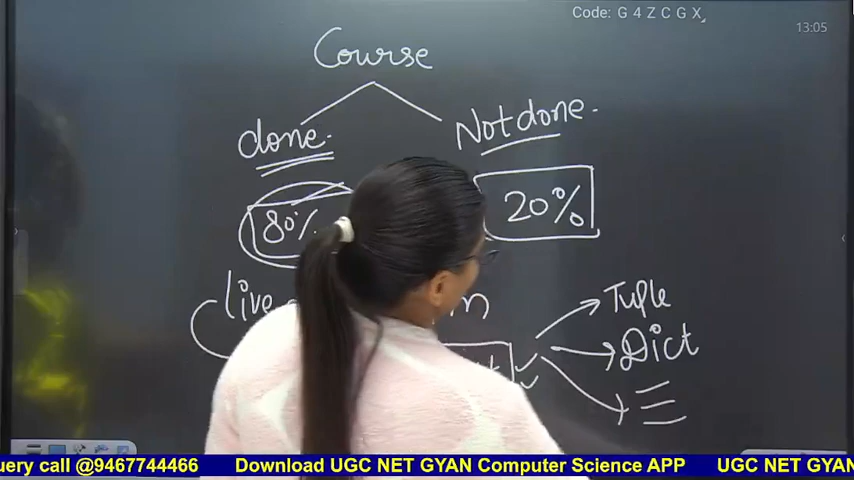 Code: G 4 Z C G X
13:05
Course
done. Not done.
80% 20%
live
Tuple
Dict
uery call @9467744466 Download UGC NET GYAN Computer Science APP UGC NET GYAN